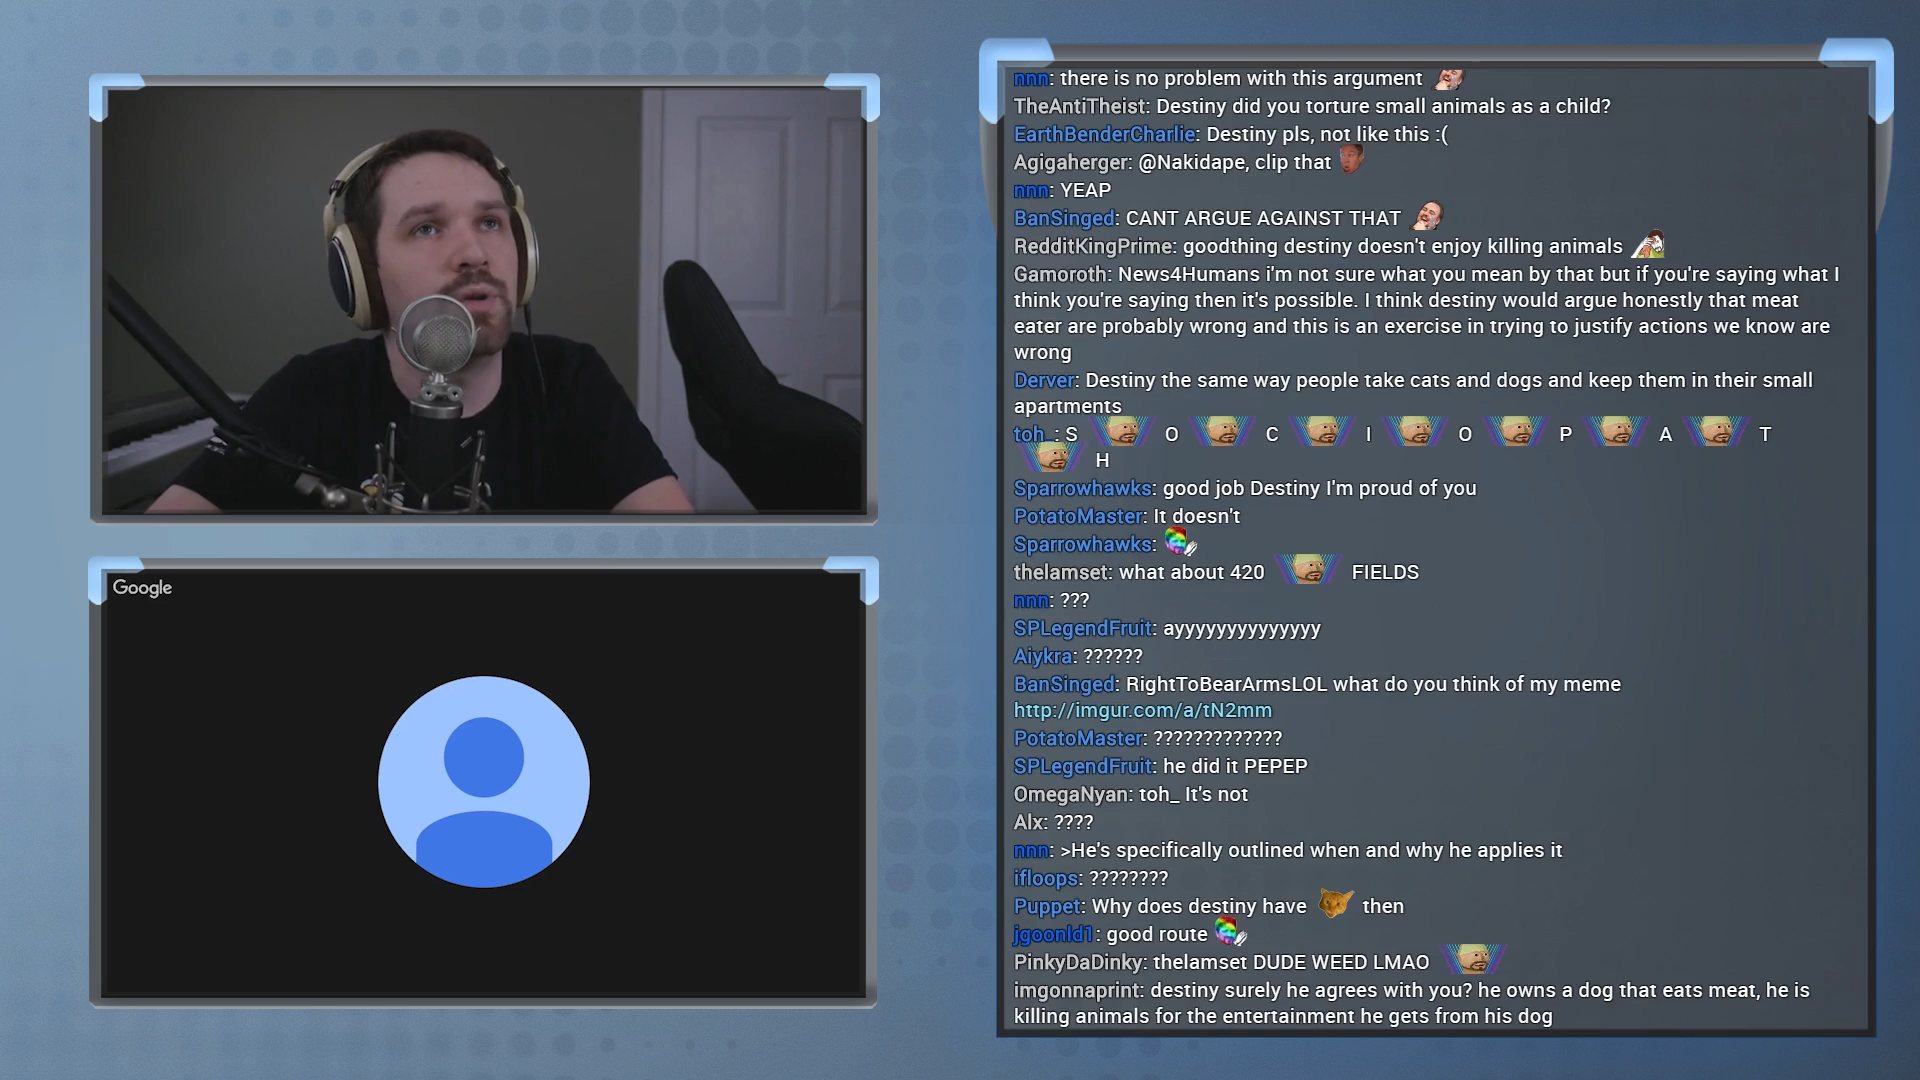 nnn: there is no problem with this argument
TheAntiTheist: Destiny did you torture small animals as a child?
EarthBenderCharlie: Destiny pls, not like this :(
Agigaherger: @Nakidape, clip that
nnn: YEAP
BanSinged: CANT ARGUE AGAINST THAT
RedditKingPrime: goodthing destiny doesn't enjoy killing animals
Gamoroth: News4Humans i'm not sure what you mean by that but if you're saying what I
think you're saying then it's possible. I think destiny would argue honestly that meat
eater are probably wrong and this is an exercise in trying to justify actions we know are
wrong
Derver: Destiny the same way people take cats and dogs and keep them in their small
apartments
toh_: S O C I O P A T
H
Sparrowhawks: good job Destiny I'm proud of you
PotatoMaster: It doesn't
Sparrowhawks:
thelamset: what about 420 FIELDS
nnn: ???
SPLegendFruit: ayyyyyyyyyyyyyy
Aiykra: ??????
BanSinged: RightToBearArmsLOL what do you think of my meme
http://imgur.com/a/tN2mm
PotatoMaster: ?????????????
SPLegendFruit: he did it PEPEP
OmegaNyan: toh_ It's not
Alx: ????
nnn: >He's specifically outlined when and why he applies it
ifloops: ????????
Puppet: Why does destiny have then
jgoonld1: good route
PinkyDaDinky: thelamset DUDE WEED LMAO
imgonnaprint: destiny surely he agrees with you? he owns a dog that eats meat, he is
killing animals for the entertainment he gets from his dog
Google